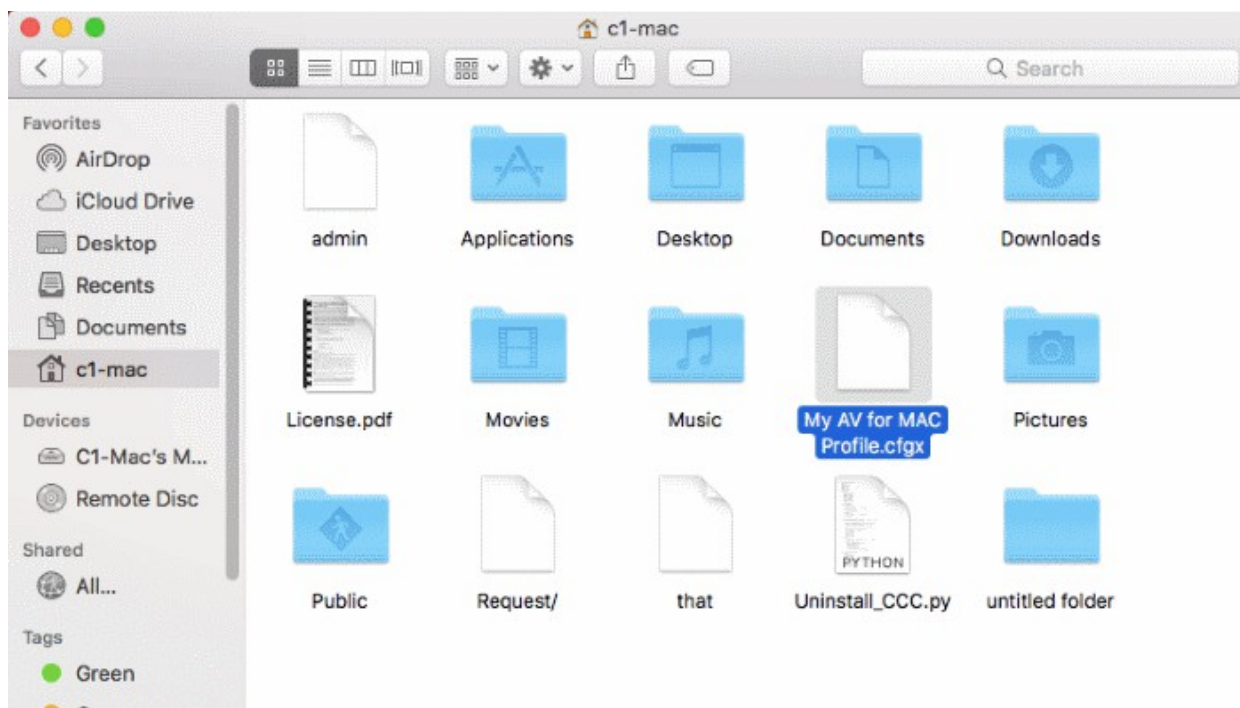 c1-mac
Search
Favorites
AirDrop
iCloud Drive
Desktop
Recents
Documents
c1-mac
Devices
C1-Mac's M...
Remote Disc
Shared
All...
Tags
Green
admin
Applications
Desktop
Documents
Downloads
License.pdf
Movies
Music
My AV for MAC
Profile.cfgx
Pictures
PYTHON
Public
Request/
that
Uninstall_CCC.py
untitled folder